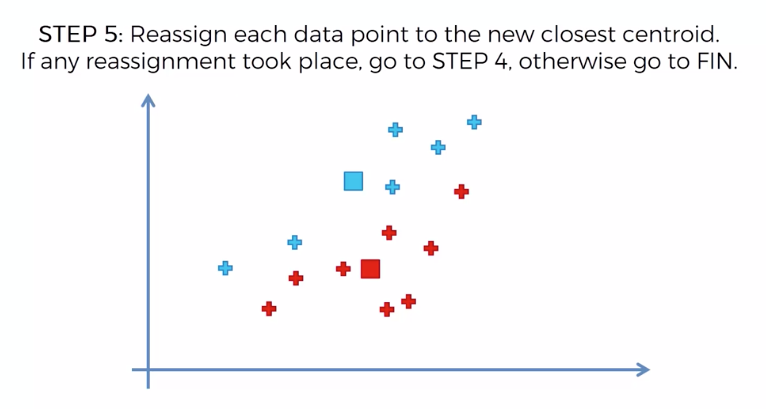 STEP 5: Reassign each data point to the new closest centroid.
If any reassignment took place, go to STEP 4, otherwise go to FIN.